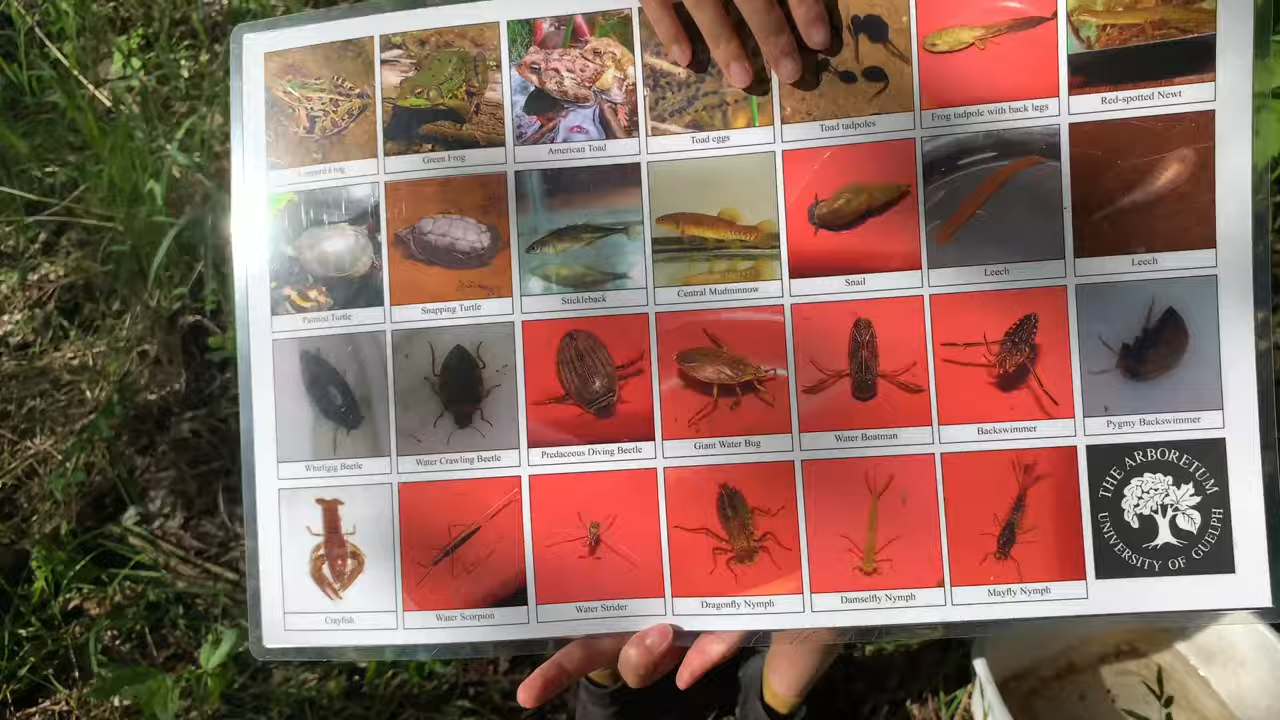 Leopard Frog
Green Frog
American Toad
Toad eggs
Toad tadpoles
Frog tadpole with back legs
Red-spotted Newt
Painted Turtle
Snapping Turtle
Stickleback
Central Mudminnow
Snail
Leech
Leech
Whirligig Beetle
Water Crawling Beetle
Predaceous Diving Beetle
Giant Water Bug
Water Boatman
Backswimmer
Pygmy Backswimmer
Crayfish
Water Scorpion
Water Strider
Dragonfly Nymph
Damselfly Nymph
Mayfly Nymph
THE ARBORETUM
UNIVERSITY OF GUELPH